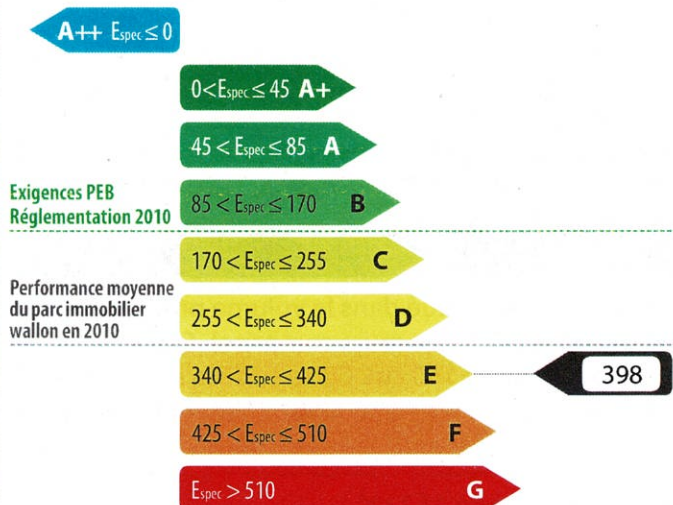 A++ Espec ≤ 0
0<Espec ≤ 45 A+
45 < Espec ≤ 85 A
Exigences PEB
Réglementation 2010
85 < Espec ≤ 170 B
170 < Espec ≤ 255 C
Performance moyenne
du parc immobilier
wallon en 2010
255 < Espec ≤ 340 D
340 < Espec ≤ 425 E
398
425 < Espec ≤ 510 F
Espec > 510 G